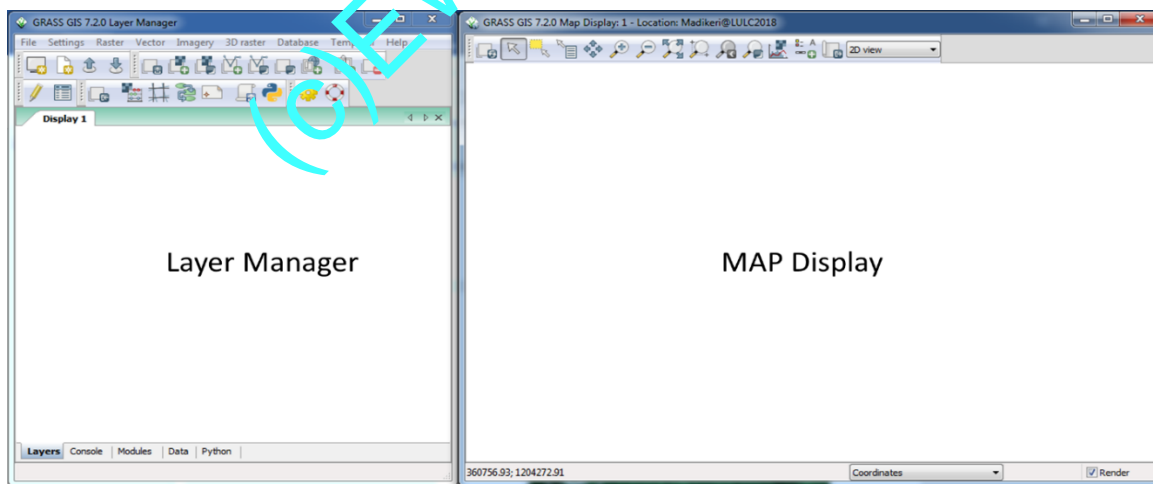 GRASS GIS 7.2.0 Layer Manager
File Settings Raster Vector Imagery 3D raster Database Help
Display 1
Layer Manager
Layers Console Modules Data Python
GRASS GIS 7.2.0 Map Display: 1 - Location: Madikeri@LULC2018
2D view
MAP Display
360756.93; 1204272.91
Coordinates
Render
(c)E